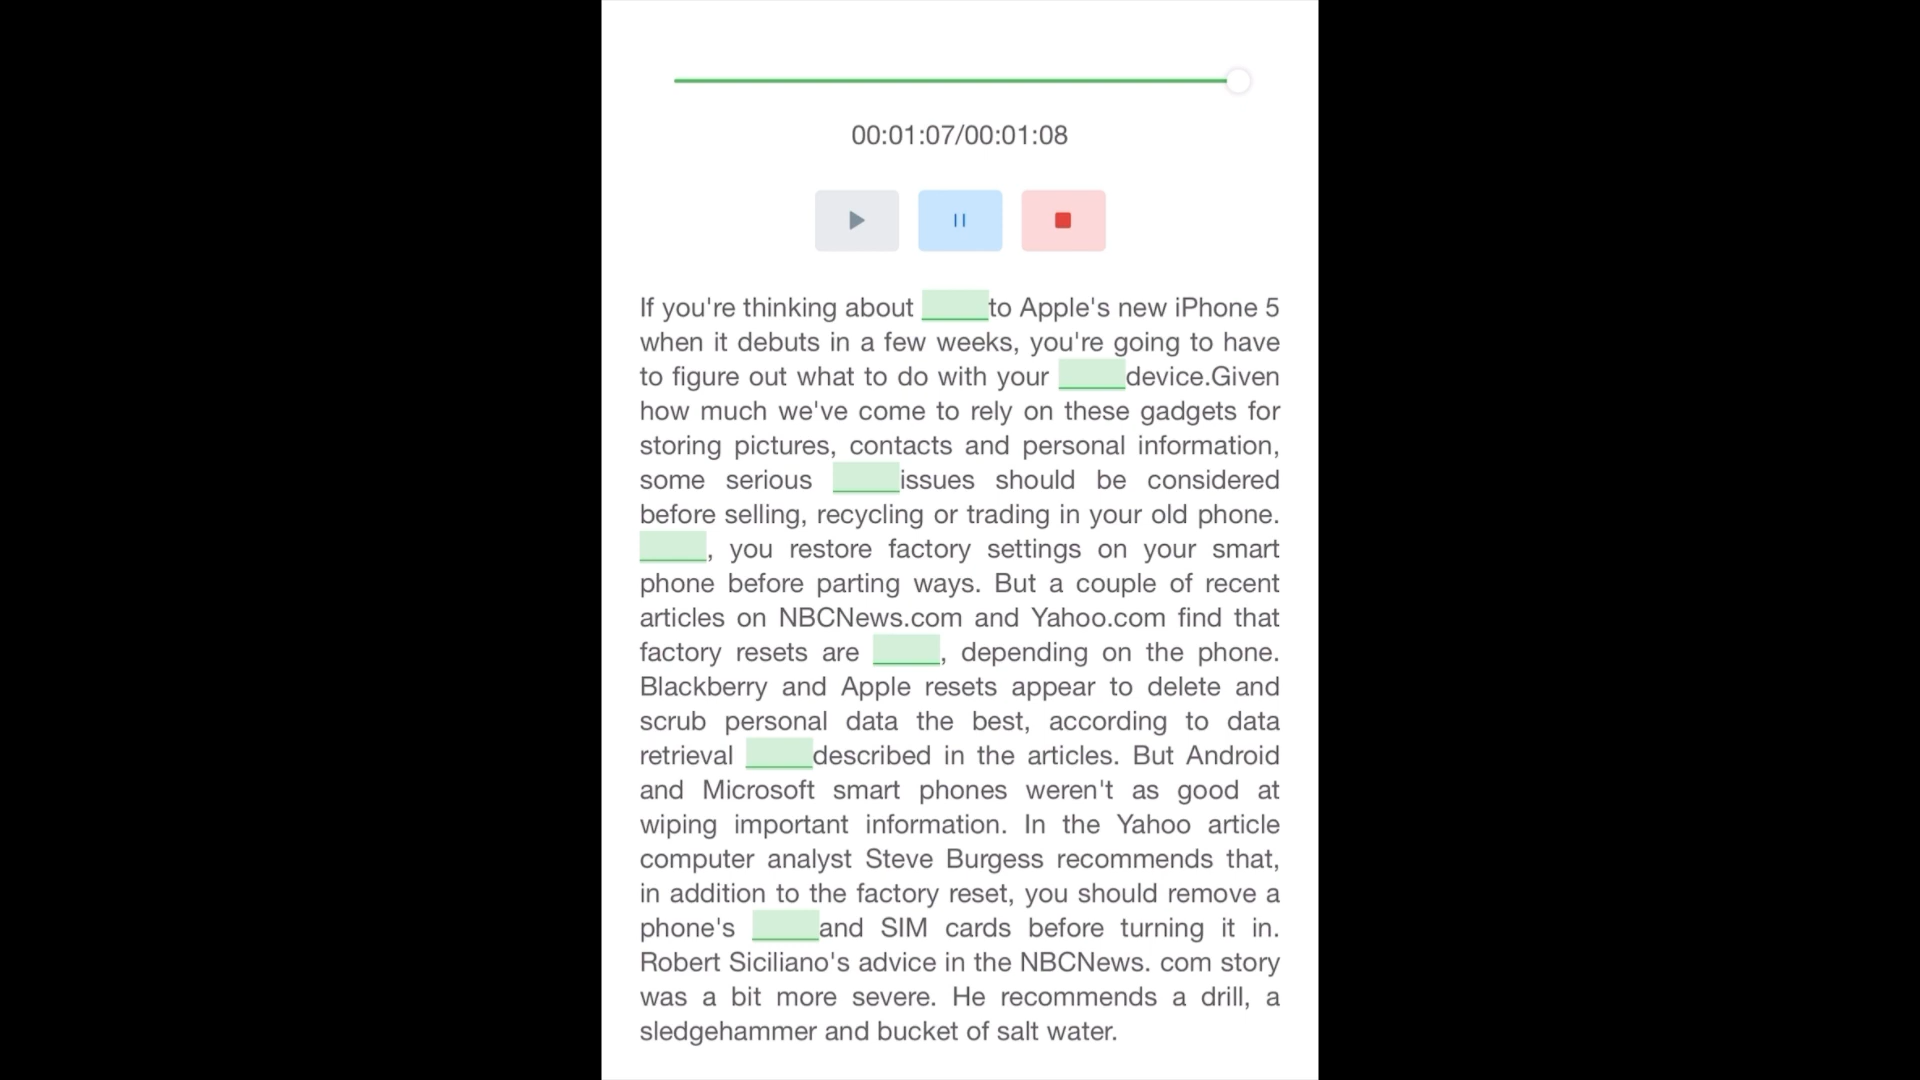 00:01:07/00:01:08
If you're thinking about to Apple's new iPhone 5
when it debuts in a few weeks, you're going to have
to figure out what to do with your device.Given
how much we've come to rely on these gadgets for
storing pictures, contacts and personal information,
some serious issues should be considered
before selling, recycling or trading in your old phone.
, you restore factory settings on your smart
phone before parting ways. But a couple of recent
articles on NBCNews.com and Yahoo.com find that
factory resets are , depending on the phone.
Blackberry and Apple resets appear to delete and
scrub personal data the best, according to data
retrieval described in the articles. But Android
and Microsoft smart phones weren't as good at
wiping important information. In the Yahoo article
computer analyst Steve Burgess recommends that,
in addition to the factory reset, you should remove a
phone's and SIM cards before turning it in.
Robert Siciliano's advice in the NBCNews. com story
was a bit more severe. He recommends a drill, a
sledgehammer and bucket of salt water.